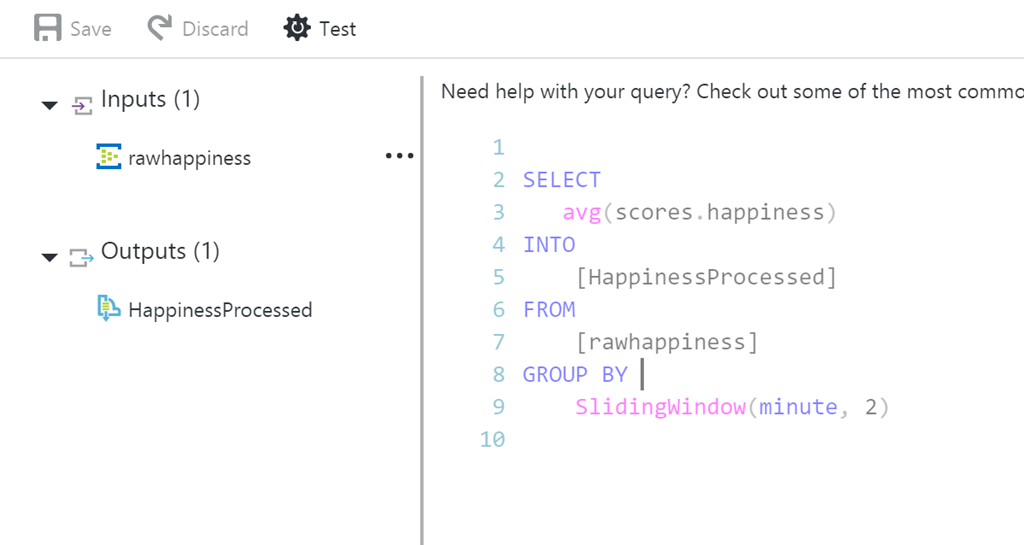 Save Discard Test
Inputs (1)
rawhappiness
Outputs (1)
HappinessProcessed
Need help with your query? Check out some of the most commo
1
2 SELECT
3 avg(scores.happiness)
4 INTO
5 [HappinessProcessed]
6 FROM
7 [rawhappiness]
8 GROUP BY
9 SlidingWindow(minute, 2)
10